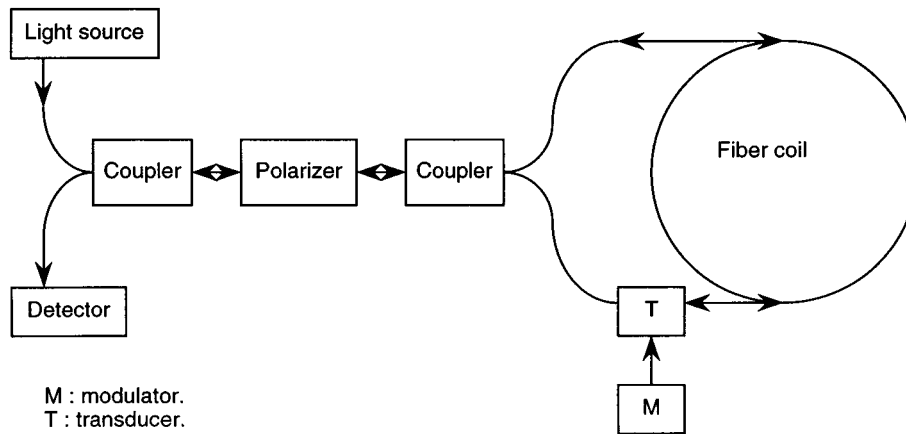 Light source
Coupler
Polarizer
Coupler
Fiber coil
Detector
T
M
M : modulator.
T : transducer.